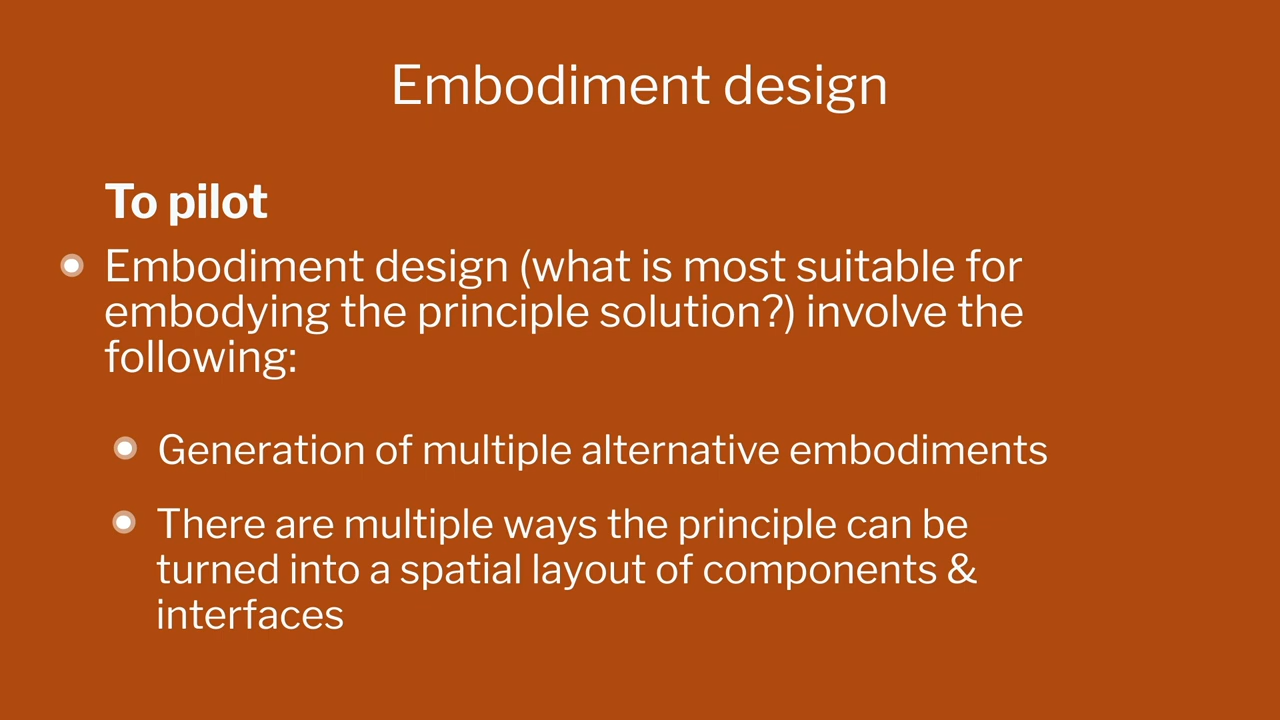 Embodiment design
To pilot
Embodiment design (what is most suitable for
embodying the principle solution?) involve the
following:
Generation of multiple alternative embodiments
There are multiple ways the principle can be
turned into a spatial layout of components &
interfaces